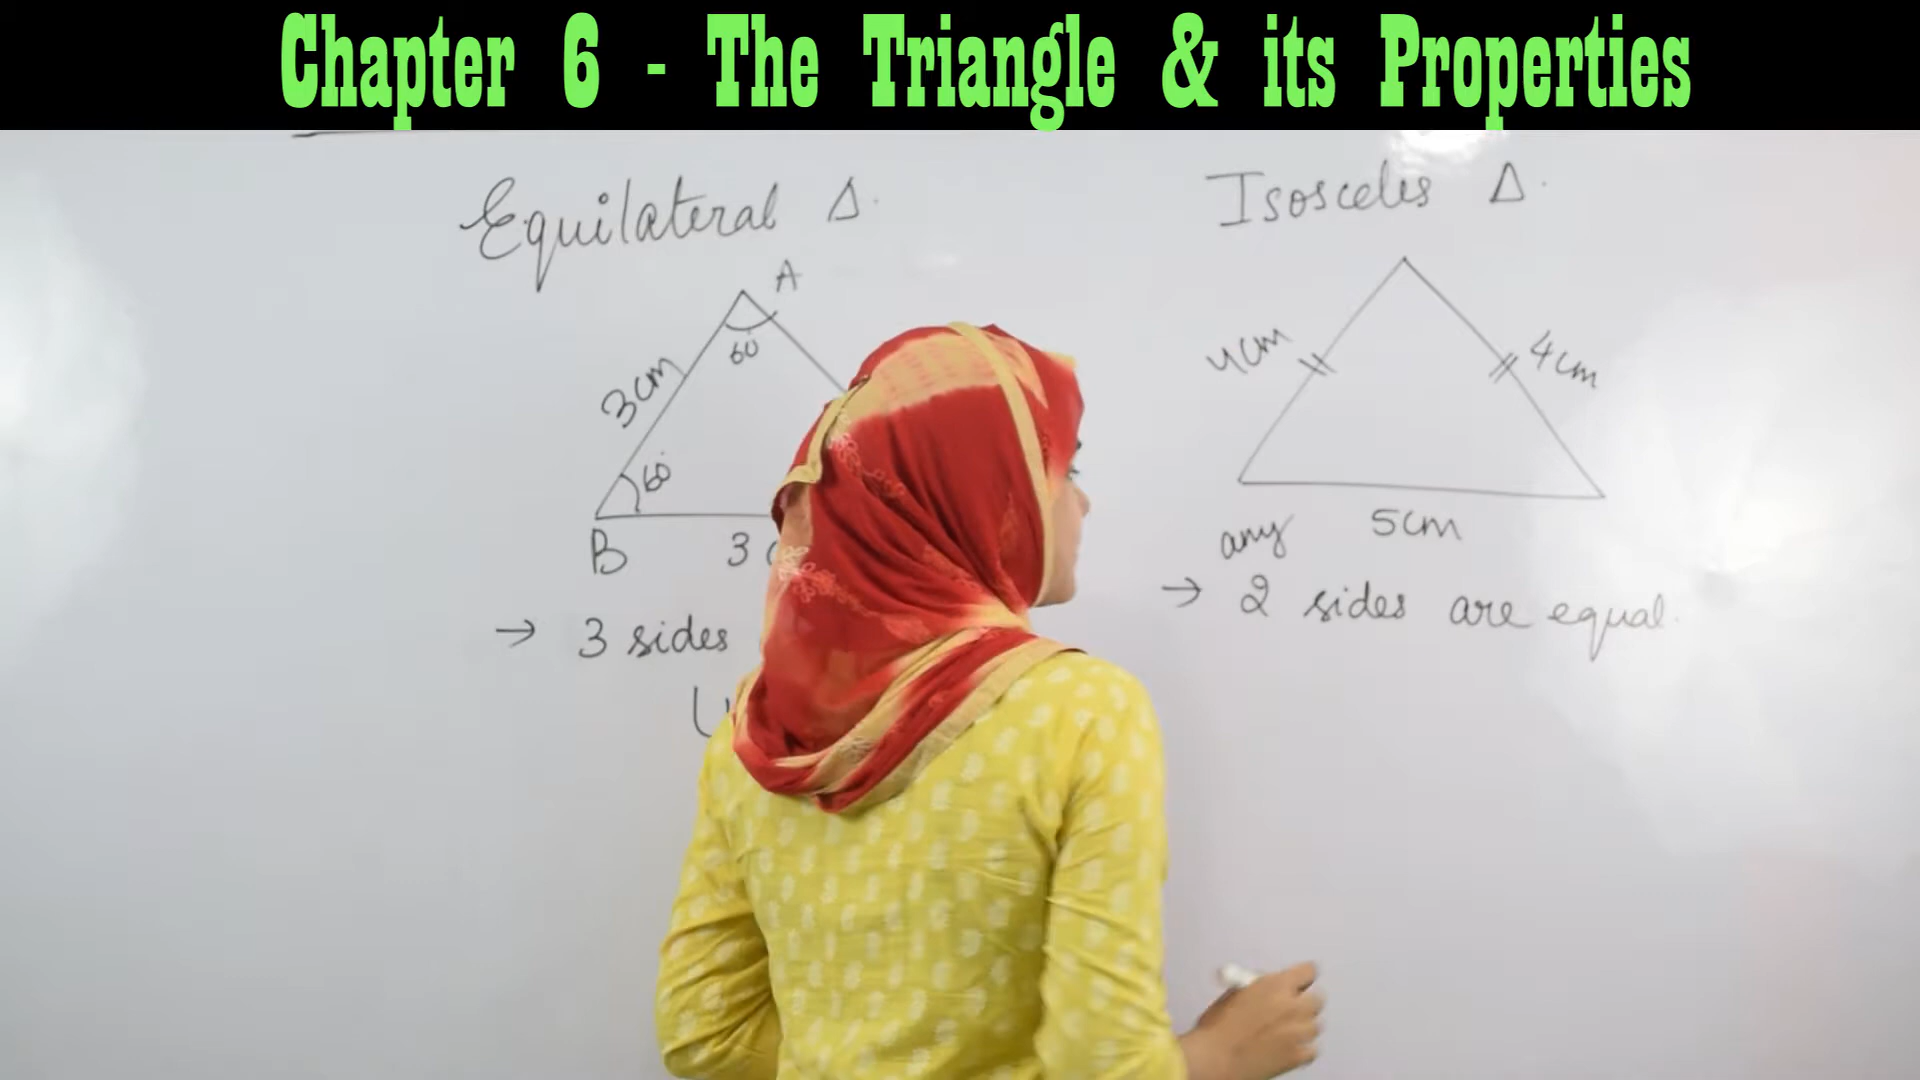 Chapter 6 - The Triangle & its Properties
Equilateral Δ.
A
60°
3cm
60°
B
3
→ 3 sides
Isosceles Δ.
4cm
4cm
5cm
any
→ 2 sides are equal.